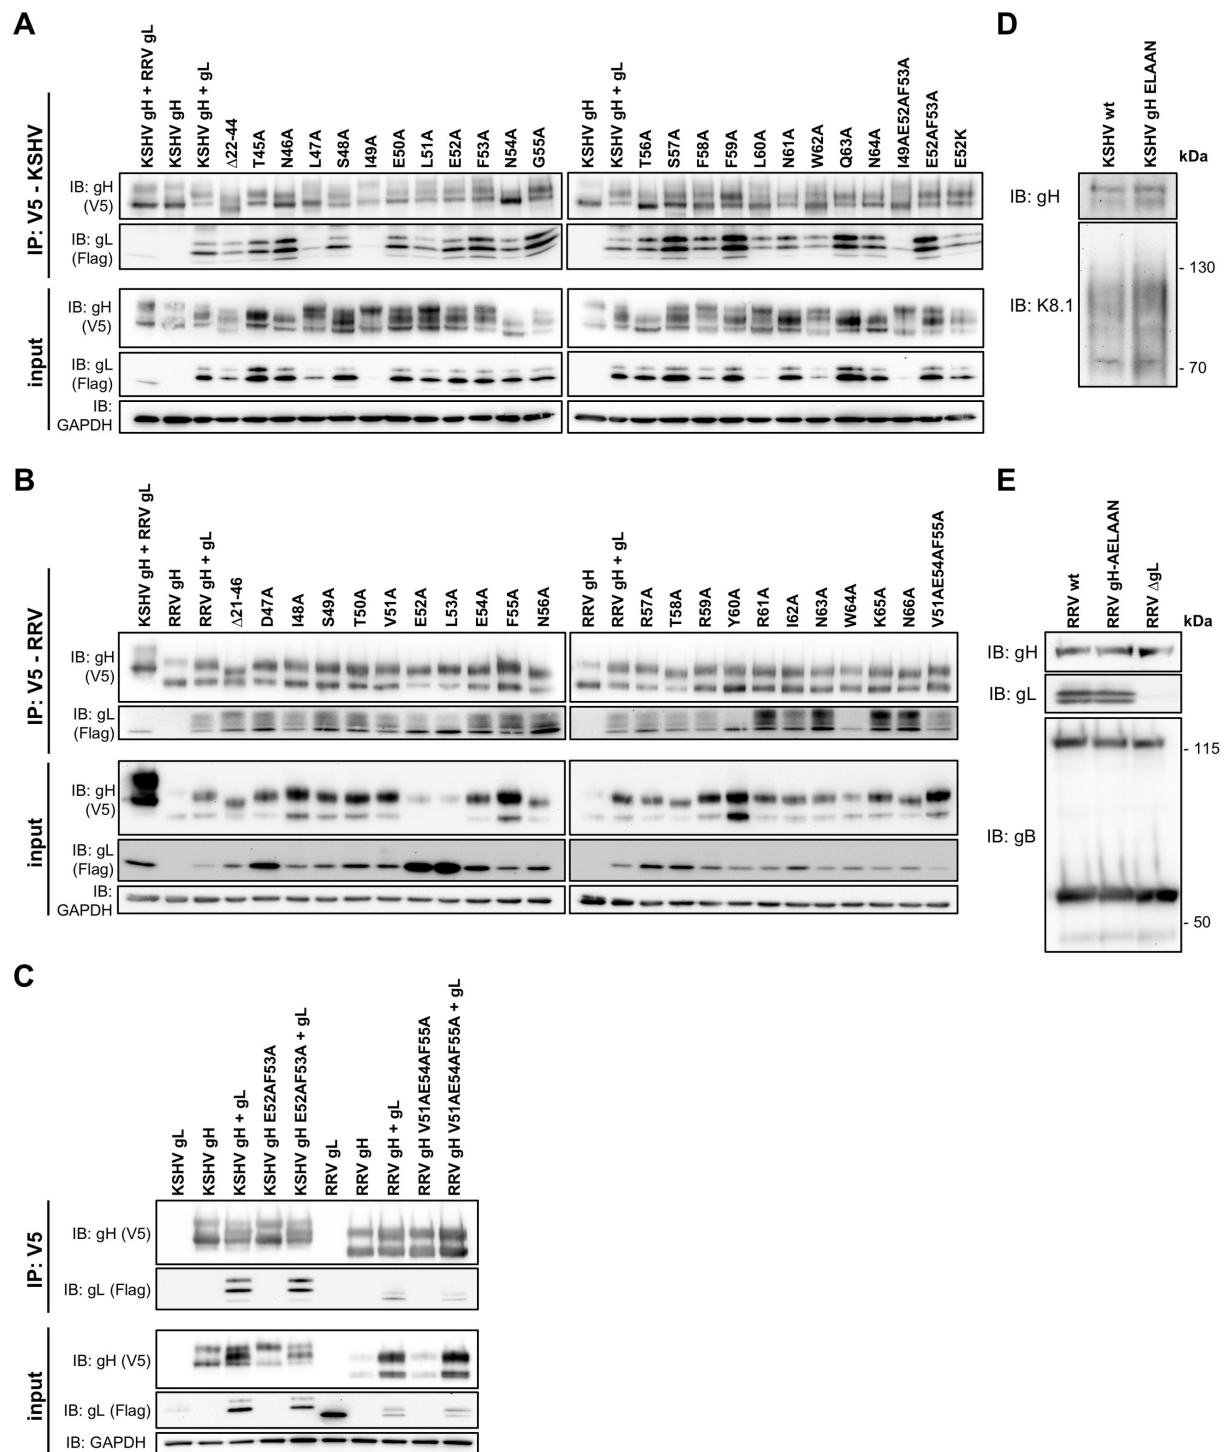 A
KSHV gH + RRV gL
KSHV gH
KSHV gH + gL
Δ22-44
T45A
N46A
L47A
S48A
I49A
E50A
L51A
E52A
F53A
N54A
G55A
KSHV gH
KSHV gH + gL
T56A
S57A
F58A
F59A
L60A
N61A
W62A
Q63A
N64A
I49AE52AF53A
E52AF53A
E52K
IP: V5 - KSHV
IB: gH
(V5)
IB: gL
(Flag)
input
IB: gH
(V5)
IB: gL
(Flag)
IB:
GAPDH
D
KSHV wt
KSHV gH ELAAN
kDa
IB: gH
IB: K8.1
- 130
- 70
B
KSHV gH + RRV gL
RRV gH
RRV gH + gL
Δ21-46
D47A
I48A
S49A
T50A
V51A
E52A
L53A
E54A
F55A
N56A
RRV gH
RRV gH + gL
R57A
T58A
R59A
Y60A
R61A
I62A
N63A
W64A
K65A
N66A
V51AE54AF55A
IP: V5 - RRV
IB: gH
(V5)
IB: gL
(Flag)
input
IB: gH
(V5)
IB: gL
(Flag)
IB:
GAPDH
E
RRV wt
RRV gH-AELAAN
RRV ΔgL
kDa
IB: gH
IB: gL
IB: gB
- 115
- 50
C
KSHV gL
KSHV gH
KSHV gH + gL
KSHV gH E52AF53A
KSHV gH E52AF53A + gL
RRV gL
RRV gH
RRV gH + gL
RRV gH V51AE54AF55A
RRV gH V51AE54AF55A + gL
IP: V5
IB: gH (V5)
IB: gL (Flag)
input
IB: gH (V5)
IB: gL (Flag)
IB: GAPDH